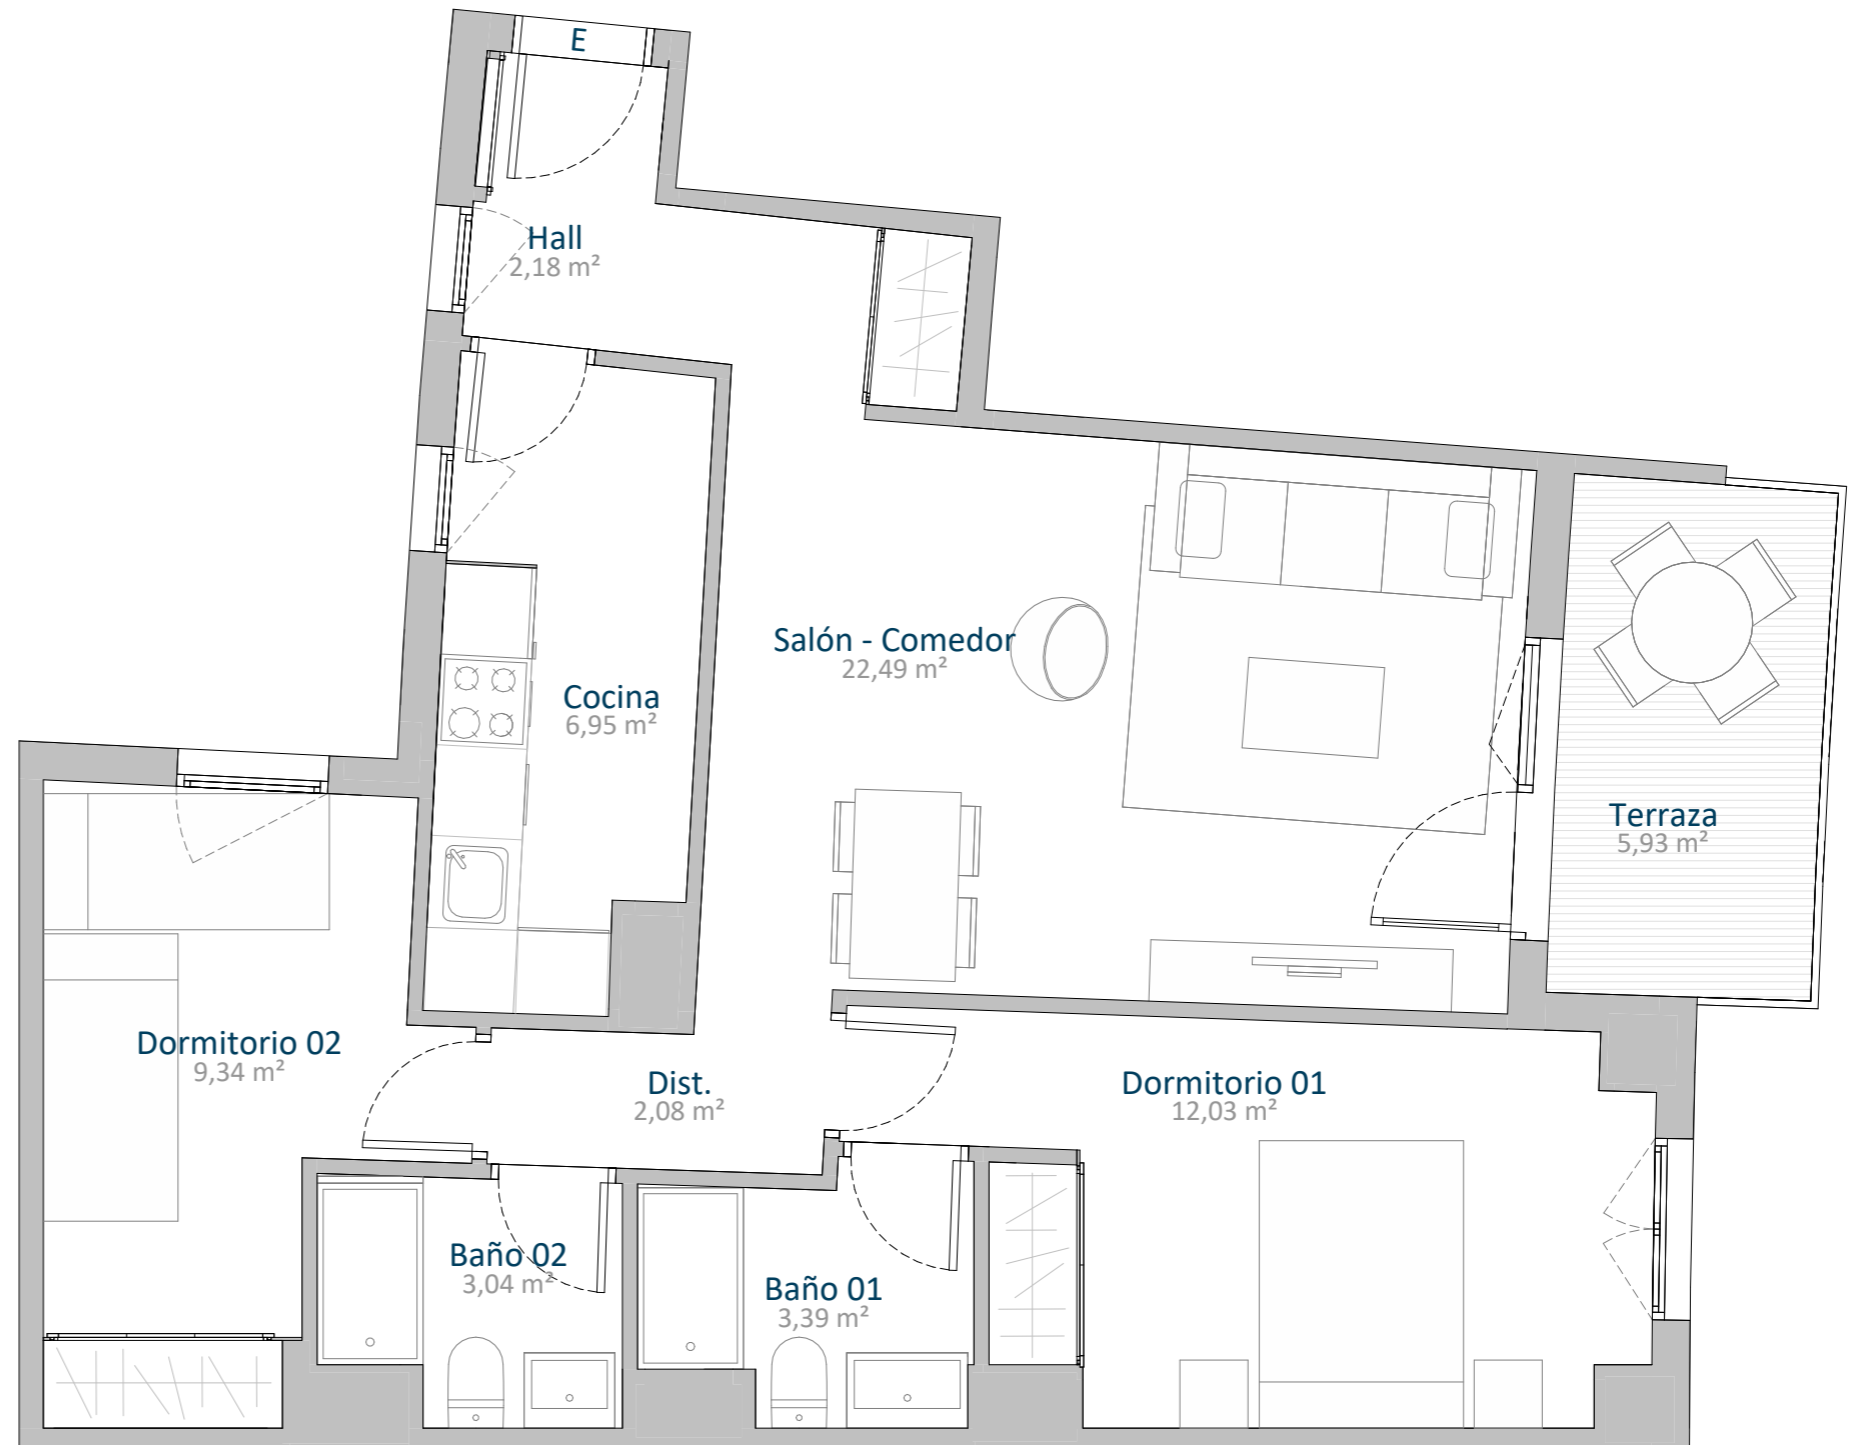 E
Hall
2,18 m²
Salón - Comedor
22,49 m²
Cocina
6,95 m²
Terraza
5,93 m²
Dormitorio 02
9,34 m²
Dist.
2,08 m²
Dormitorio 01
12,03 m²
Baño 02
3,04 m²
Baño 01
3,39 m²